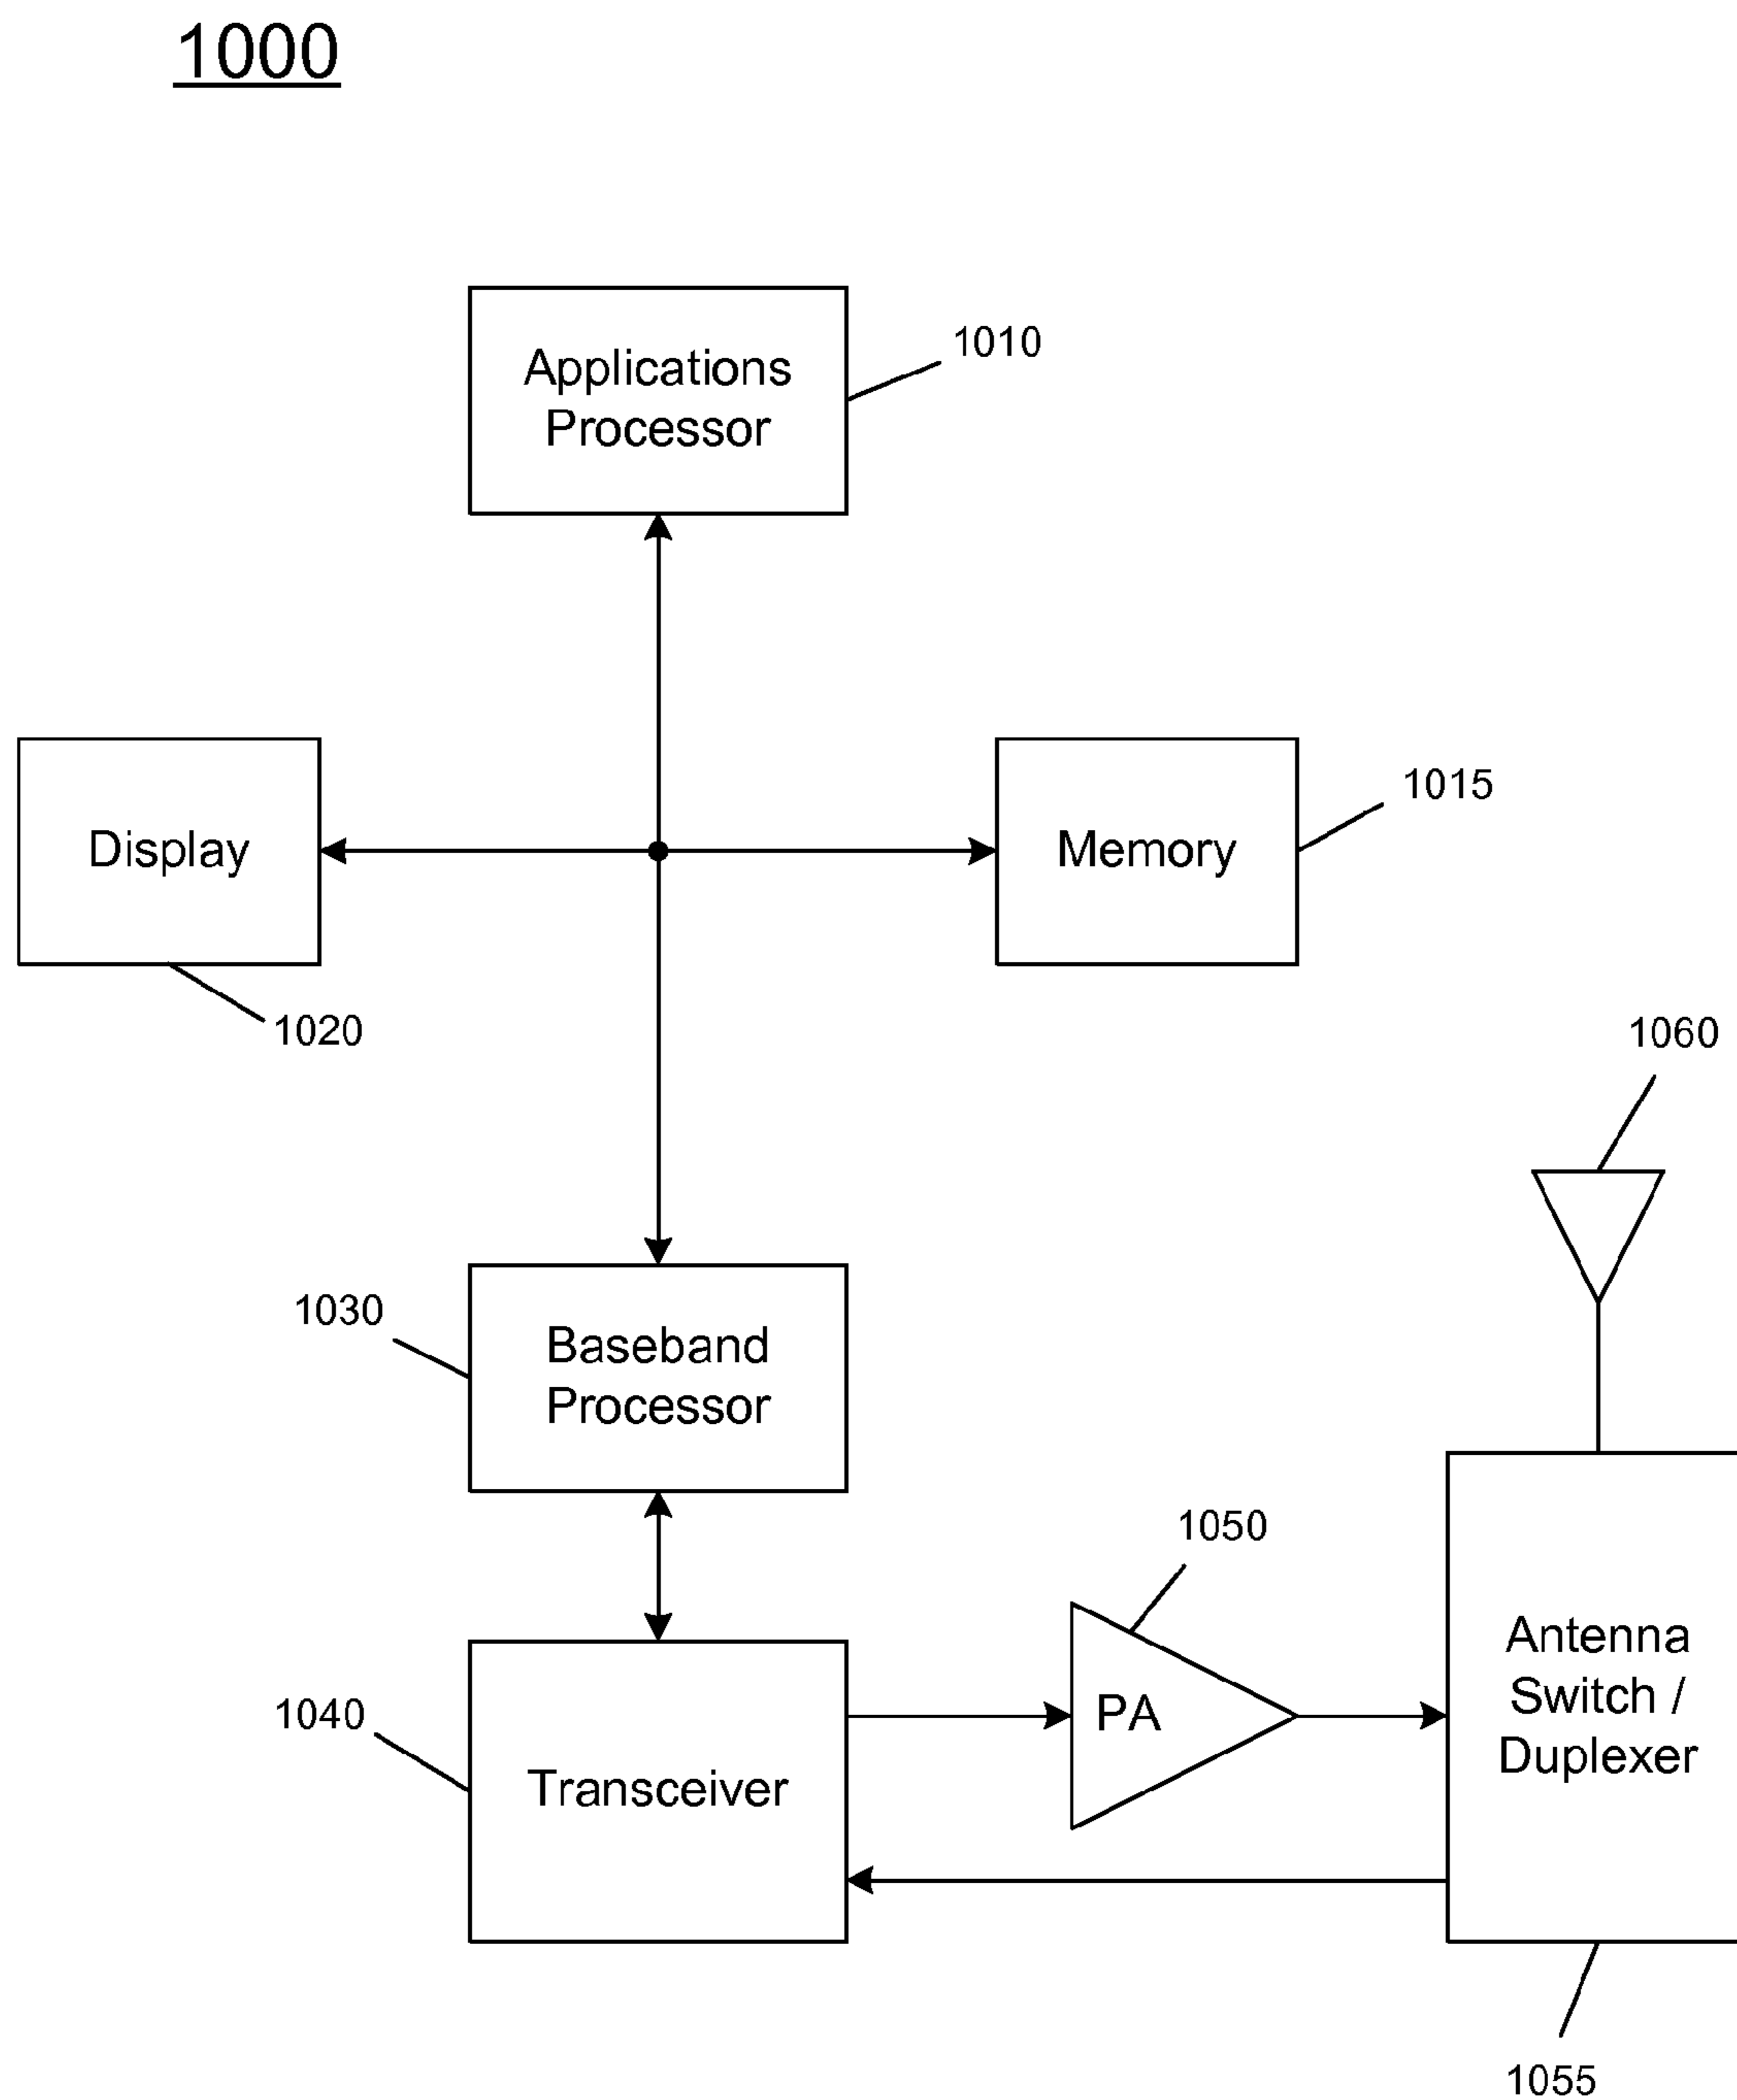 1000
Applications
Processor
1010
Display
Memory
1015
1020
1060
1030
Baseband
Processor
1050
Antenna
Switch /
Duplexer
PA
1040
Transceiver
1055